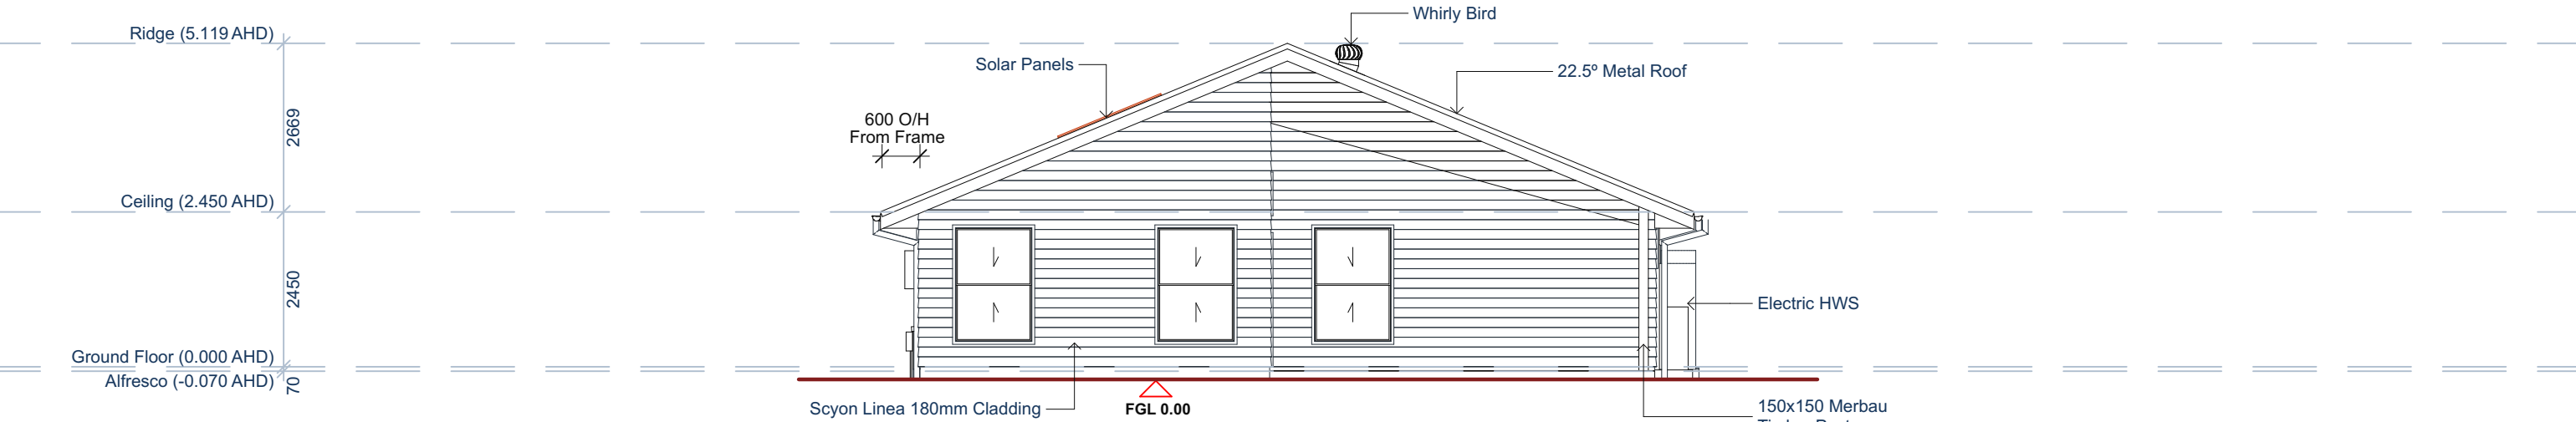 Whirly Bird
Ridge (5.119 AHD)
Solar Panels
22.5º Metal Roof
2669
600 O/H
From Frame
Ceiling (2.450 AHD)
2450
Electric HWS
Ground Floor (0.000 AHD)
Alfresco (-0.070 AHD)
70
Scyon Linea 180mm Cladding
FGL 0.00
150x150 Merbau